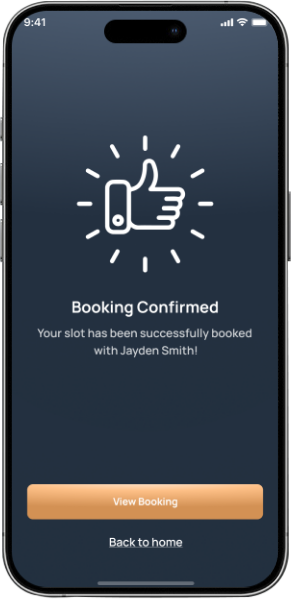 9:41
Booking Confirmed
Your slot has been successfully booked
with Jayden Smith!
View Booking
Back to home